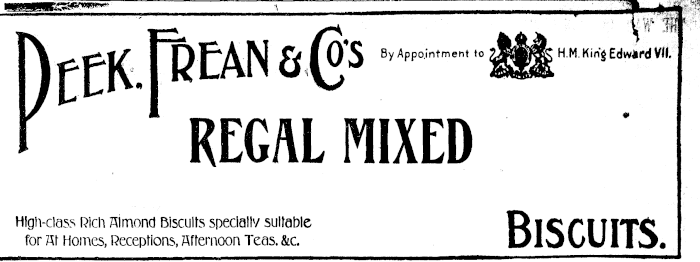 PEEK, FREAN & CO'S By Appointment to H.M. King Edward VII.
REGAL MIXED
High-class Rich Almond Biscuits specially suitable
for At Homes, Receptions, Afternoon Teas, &c.
BISCUITS.